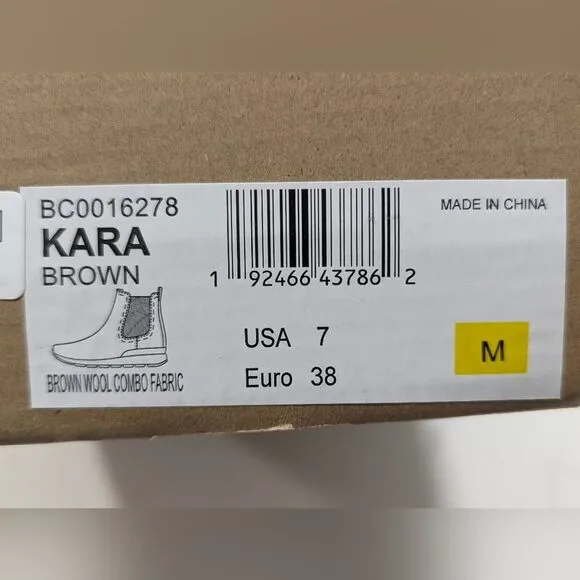 BC0016278
KARA
BROWN
BROWN WOOL COMBO FABRIC
1 92466 43786 2
MADE IN CHINA
USA 7
Euro 38
M